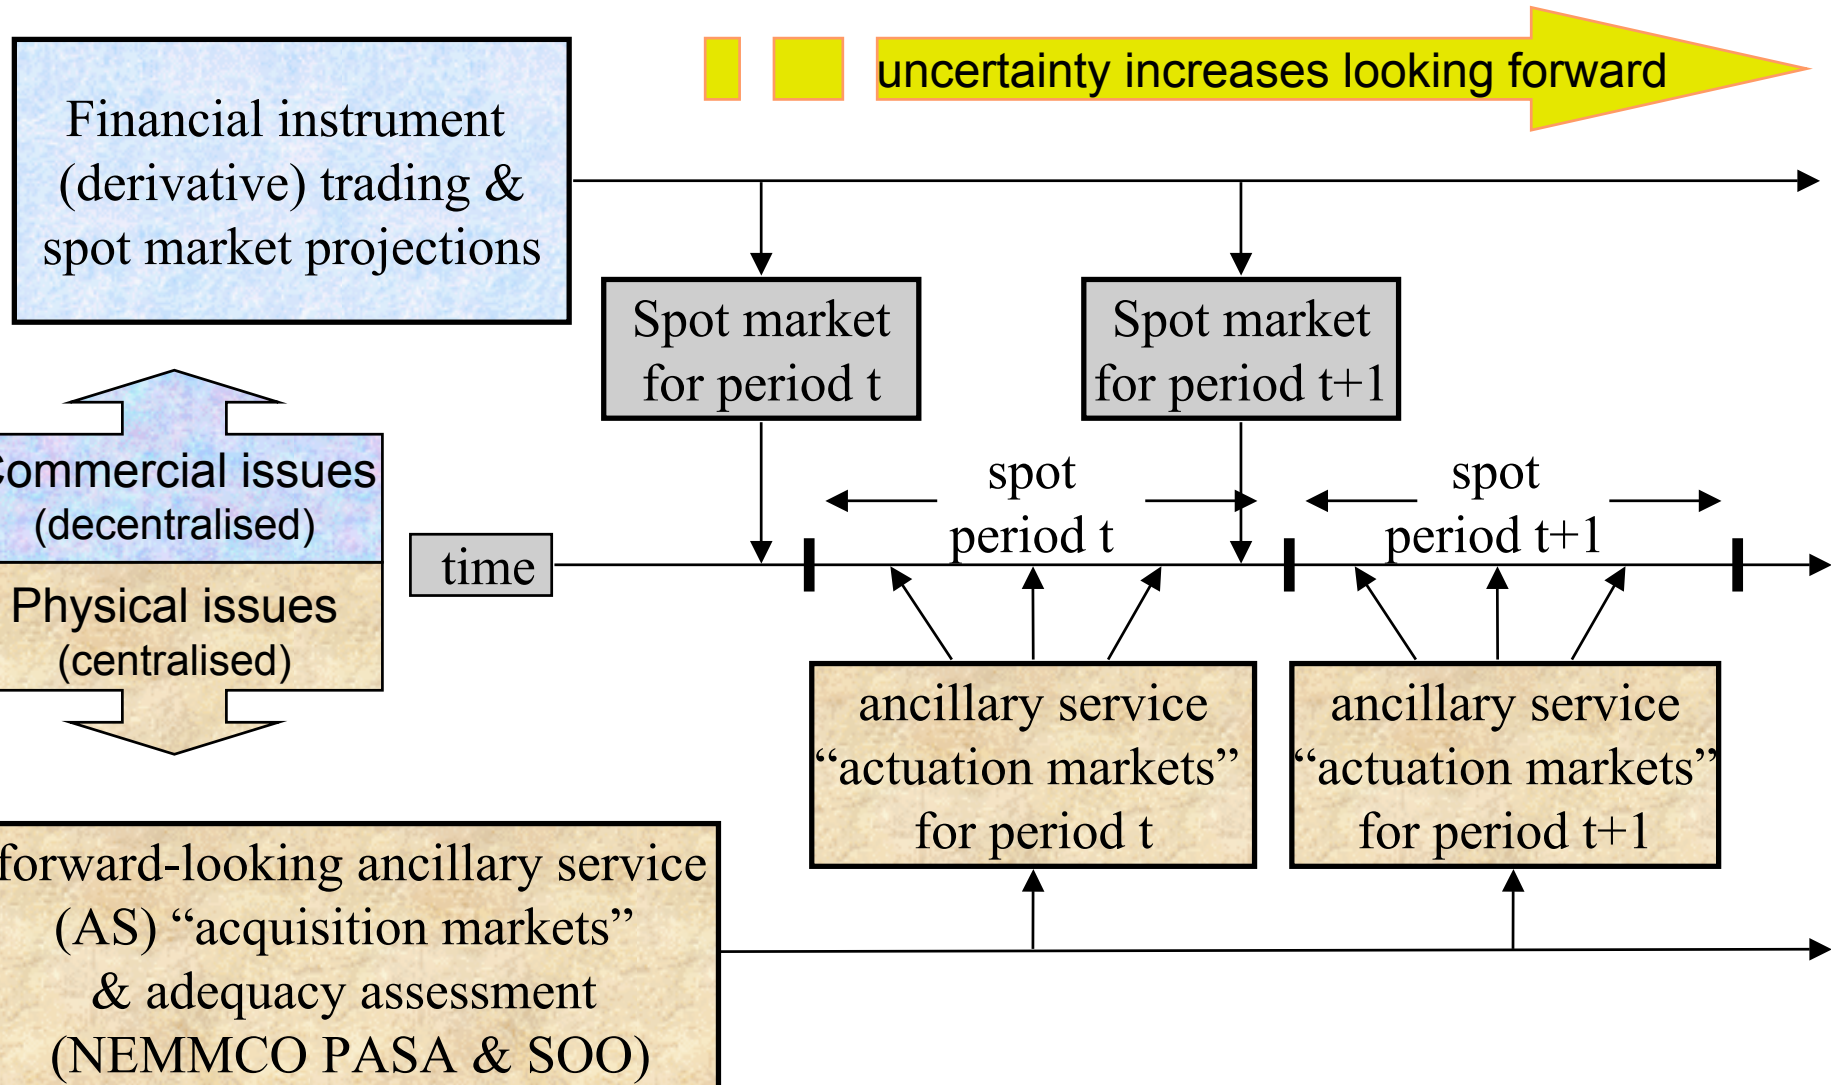 uncertainty increases looking forward
Financial instrument
(derivative) trading &
spot market projections
Spot market
for period t
Spot market
for period t+1
Commercial issues
(decentralised)
Physical issues
(centralised)
time
spot
period t
spot
period t+1
ancillary service
“actuation markets”
for period t
ancillary service
“actuation markets”
for period t+1
forward-looking ancillary service
(AS) “acquisition markets”
& adequacy assessment
(NEMMCO PASA & SOO)